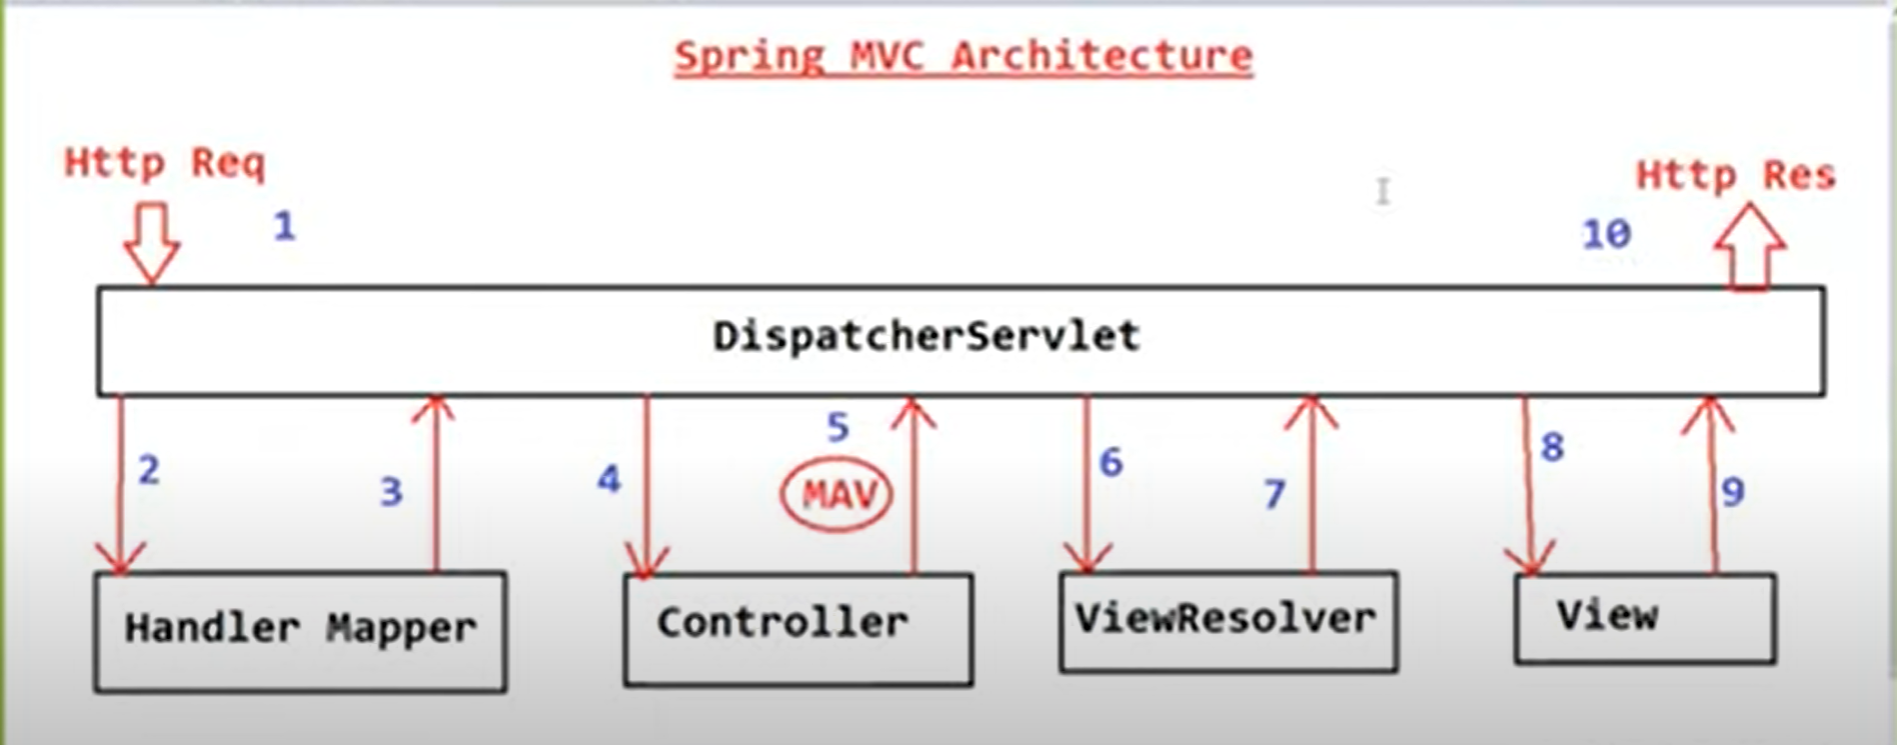 Spring MVC Architecture
Http Req
Http Res
1
10
DispatcherServlet
2
3
4
5
MAV
6
7
8
9
Handler Mapper
Controller
ViewResolver
View